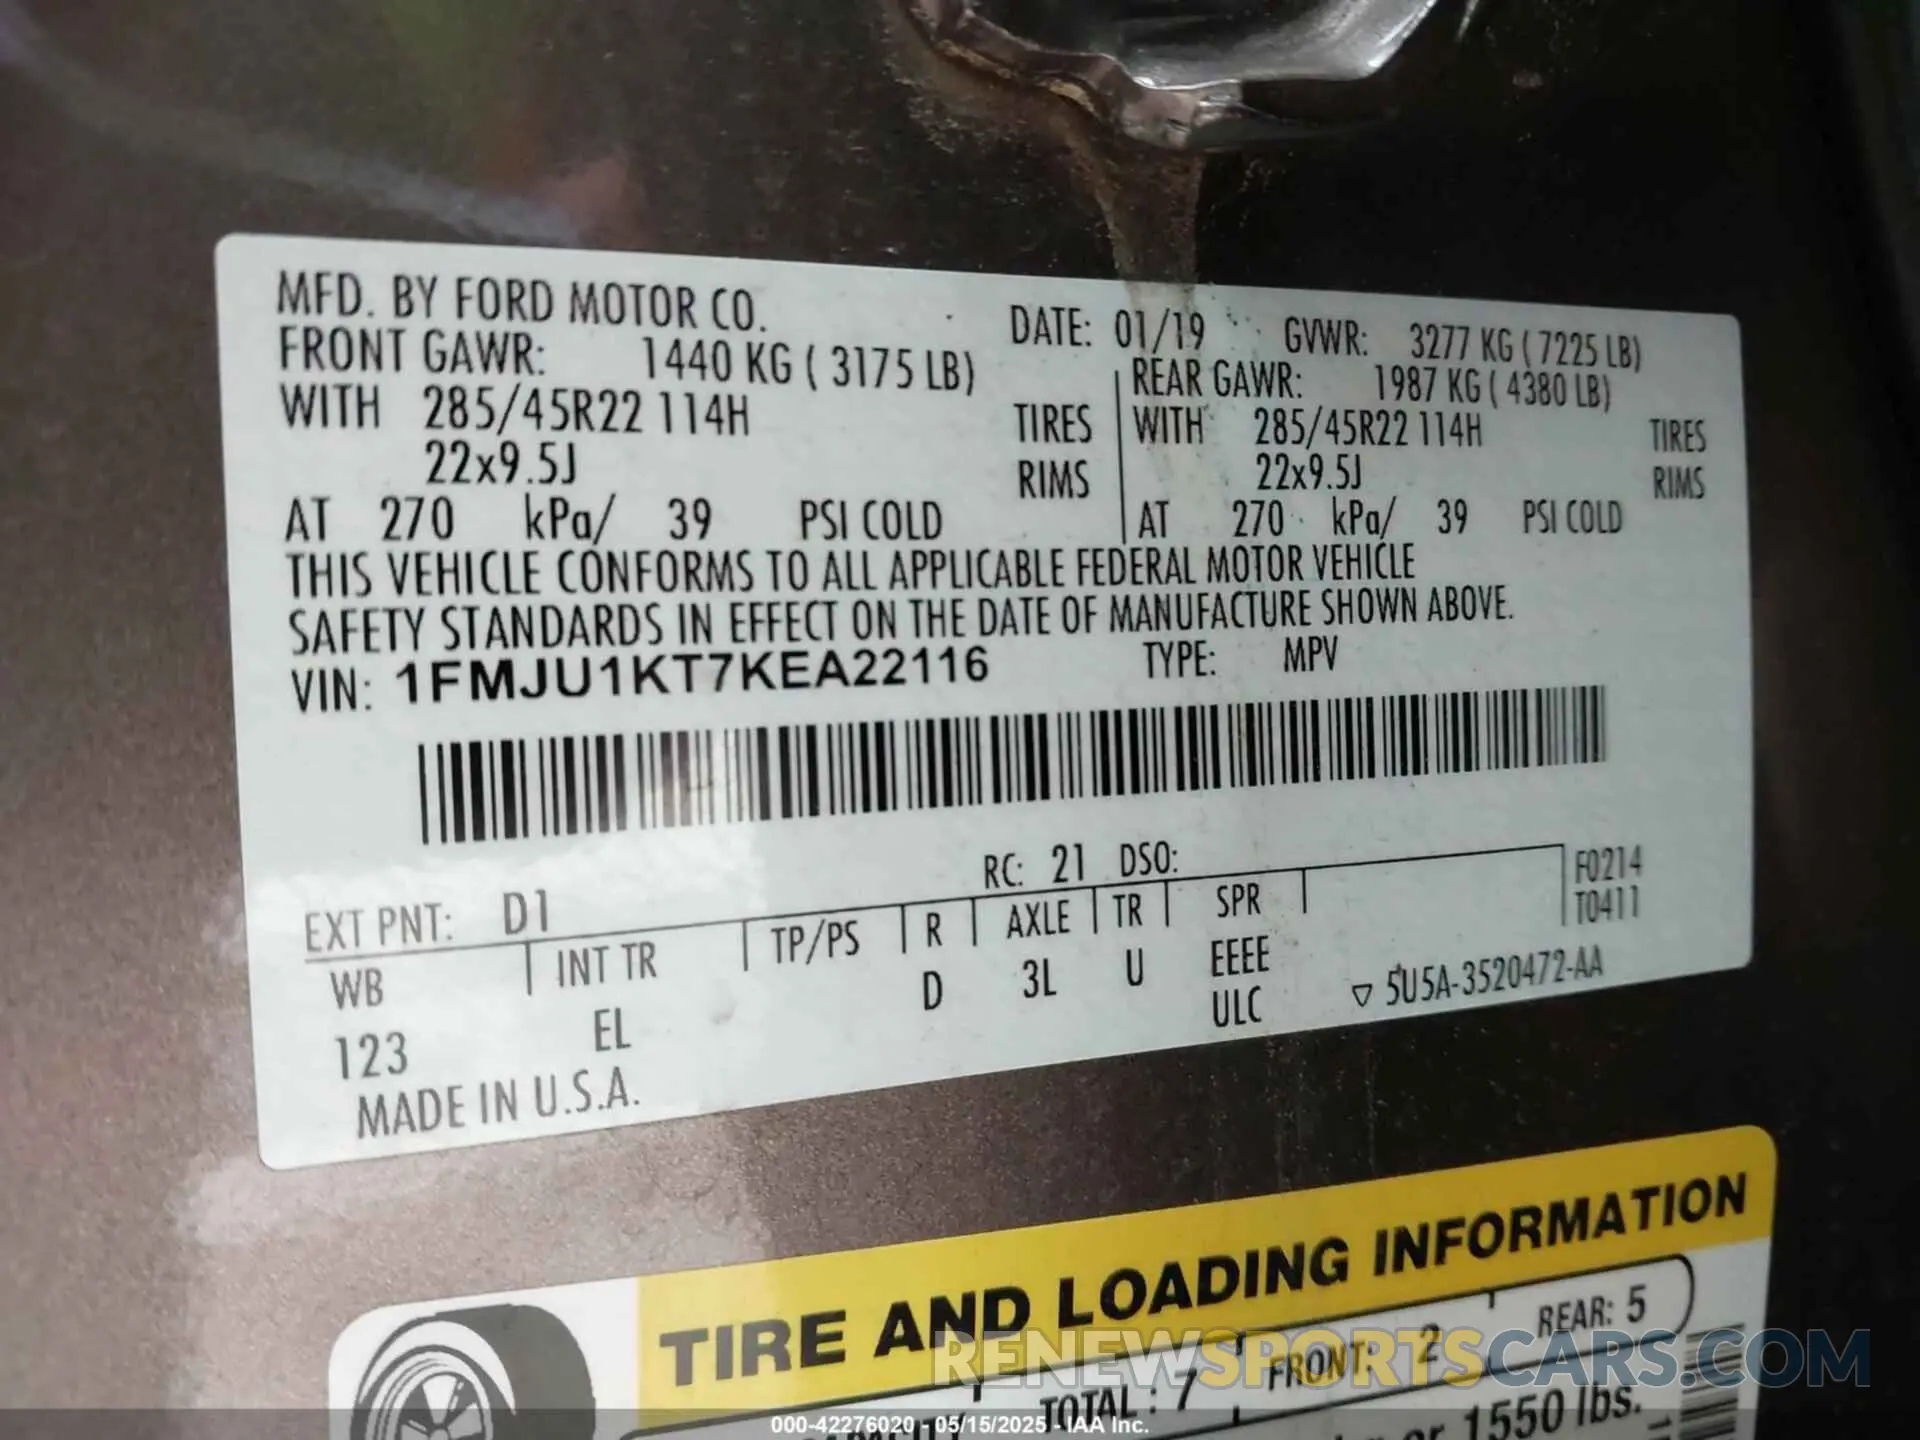 MFD. BY FORD MOTOR CO. DATE: 01/19 GVWR: 3277 KG ( 7225 LB)
FRONT GAWR: 1440 KG ( 3175 LB) REAR GAWR: 1987 KG ( 4380 LB)
WITH 285/45R22 114H TIRES WITH 285/45R22 114H TIRES
22x9.5J RIMS 22x9.5J RIMS
AT 270 kPa/ 39 PSI COLD AT 270 kPa/ 39 PSI COLD
THIS VEHICLE CONFORMS TO ALL APPLICABLE FEDERAL MOTOR VEHICLE
SAFETY STANDARDS IN EFFECT ON THE DATE OF MANUFACTURE SHOWN ABOVE.
VIN: 1FMJU1KT7KEA22116 TYPE: MPV
EXT PNT: D1 RC: 21 DSO: F0214
WB INT TR TP/PS R AXLE TR SPR T0411
123 EL D 3L U EEEE
ULC ▽ 5U5A-3520472-AA
MADE IN U.S.A.
TIRE AND LOADING INFORMATION
TOTAL : 7 FRONT: 2 REAR: 5
or 1550 lbs.
RENEWSPORTSCARS.COM
000-42276020 - 05/15/2025 - IAA Inc.